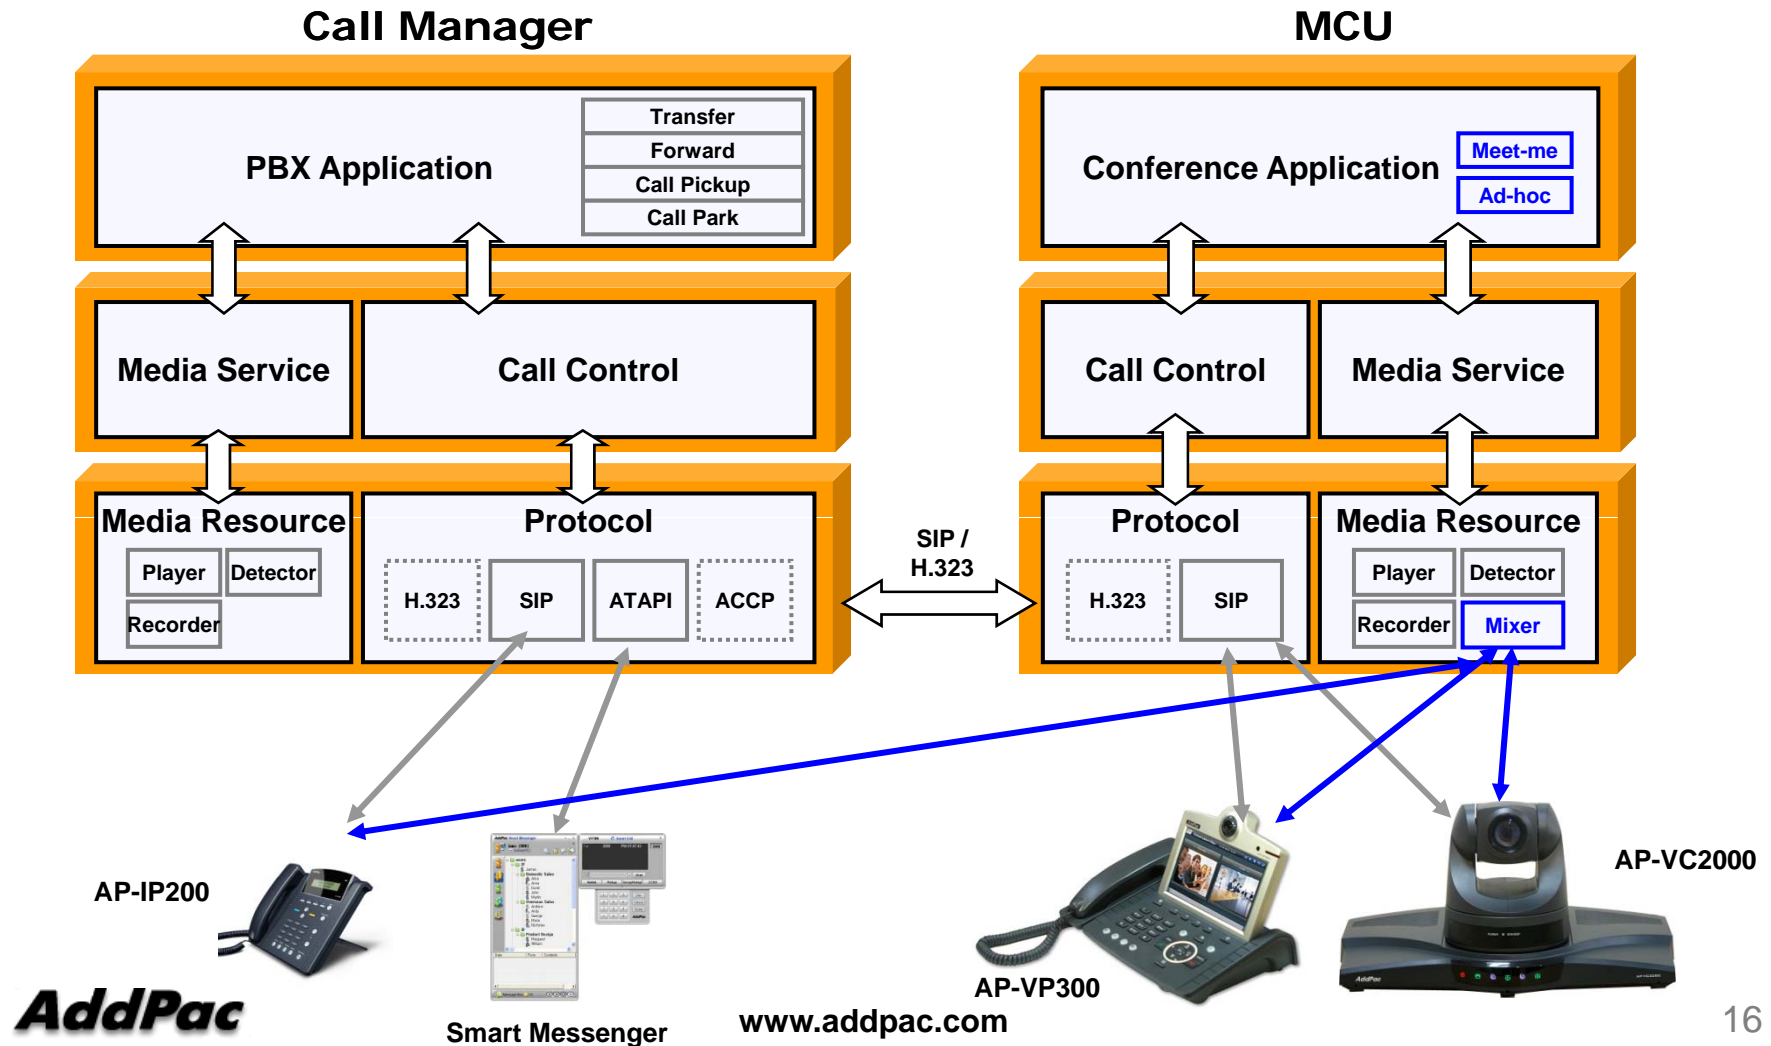 Call Manager
MCU
PBX Application
Transfer
Forward
Call Pickup
Call Park
Conference Application
Meet-me
Ad-hoc
Media Service
Call Control
Call Control
Media Service
Media Resource
Player
Detector
Recorder
Protocol
H.323
SIP
ATAPI
ACCP
SIP /
H.323
Protocol
H.323
SIP
Media Resource
Player
Detector
Recorder
Mixer
AP-IP200
Smart Messenger
AP-VP300
AP-VC2000
AddPac
AddPac
www.addpac.com
16